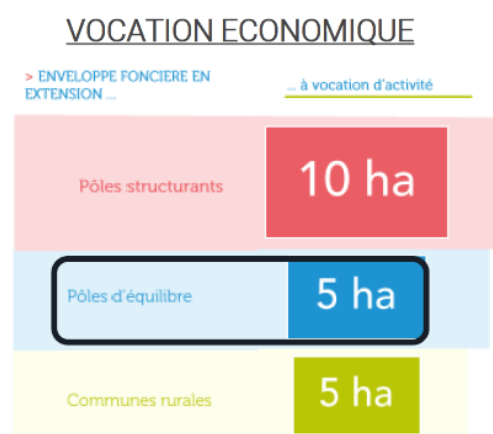 VOCATION ECONOMIQUE
> ENVELOPPE FONCIERE EN
EXTENSION ...
... à vocation d'activité
Pôles structurants
10 ha
Pôles d'équilibre
5 ha
Communes rurales
5 ha